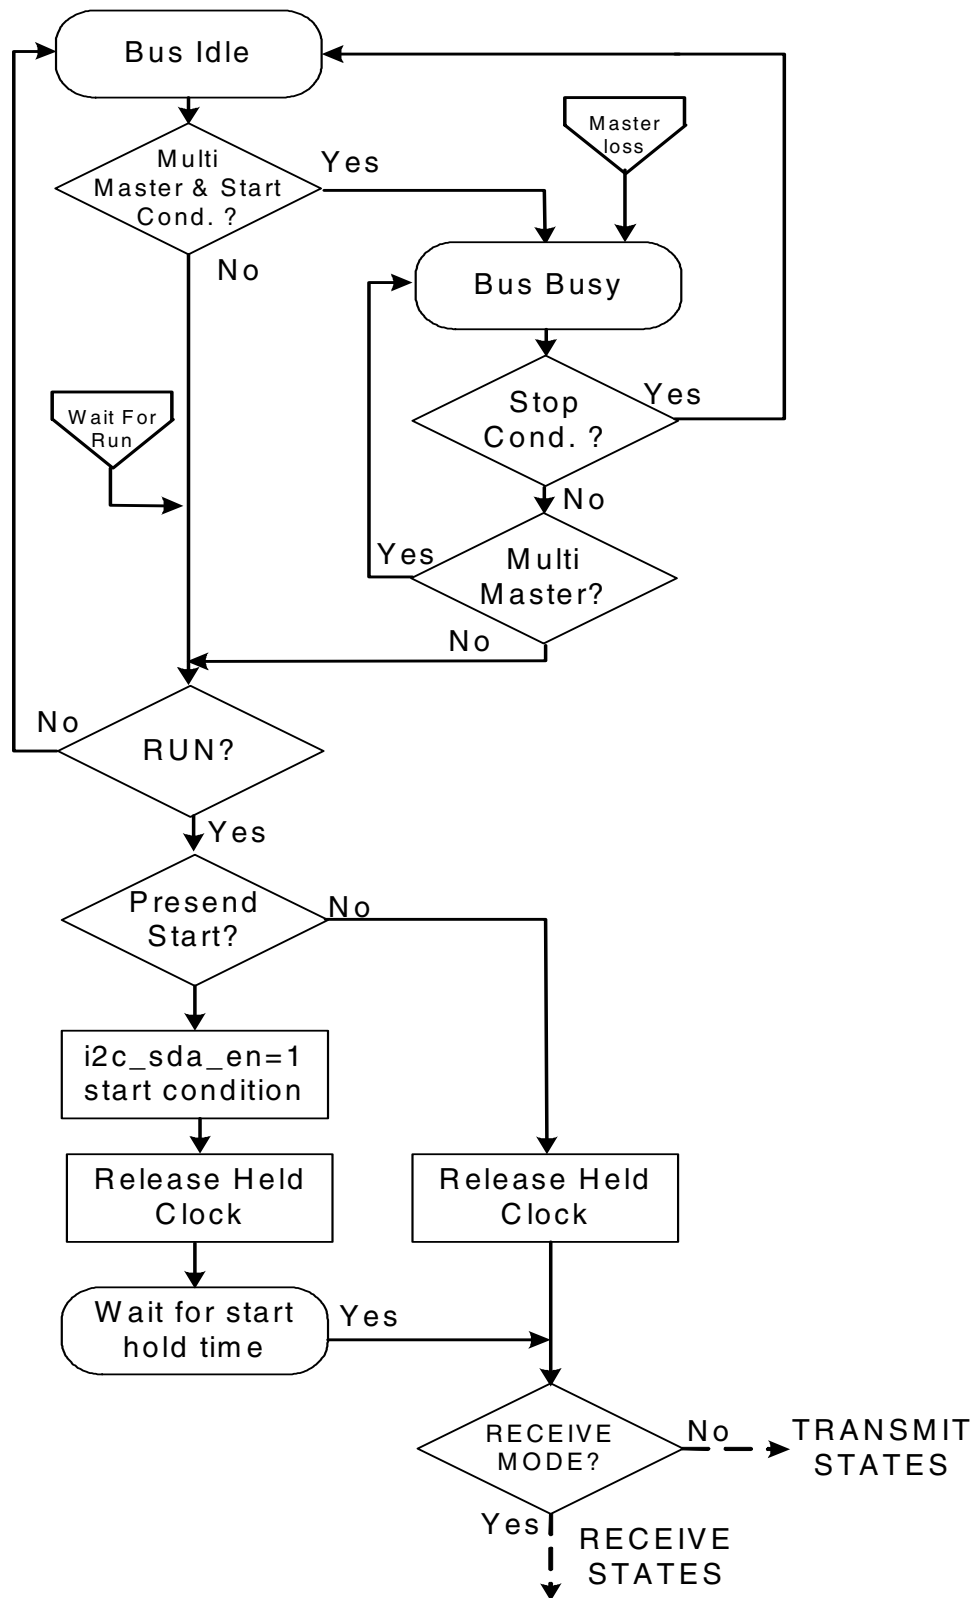 Bus Idle
Multi
Master & Start
Cond. ?
Yes
Master
loss
No
Bus Busy
Stop
Cond. ?
Yes
Wait For
Run
No
Multi
Master?
Yes
No
RUN?
No
Yes
Presend
Start?
No
i2c_sda_en=1
start condition
Release Held
Clock
Release Held
Clock
Wait for start
hold time
Yes
RECEIVE
MODE?
No
TRANSMIT
STATES
Yes
RECEIVE
STATES